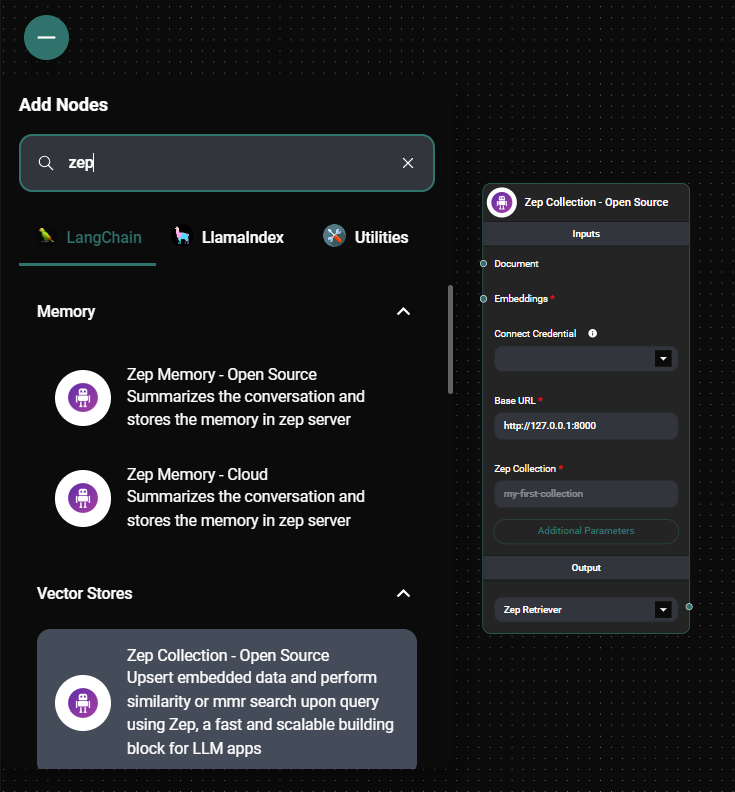 Add Nodes
zep
LangChain
LlamaIndex
Utilities
Memory
Zep Memory - Open Source
Summarizes the conversation and
stores the memory in zep server
Zep Memory - Cloud
Summarizes the conversation and
stores the memory in zep server
Vector Stores
Zep Collection - Open Source
Upsert embedded data and perform
similarity or mmr search upon query
using Zep, a fast and scalable building
block for LLM apps
Zep Collection - Open Source
Inputs
Document
Embeddings *
Connect Credential
Base URL *
http://127.0.0.1:8000
Zep Collection *
my-first-collection
Additional Parameters
Output
Zep Retriever